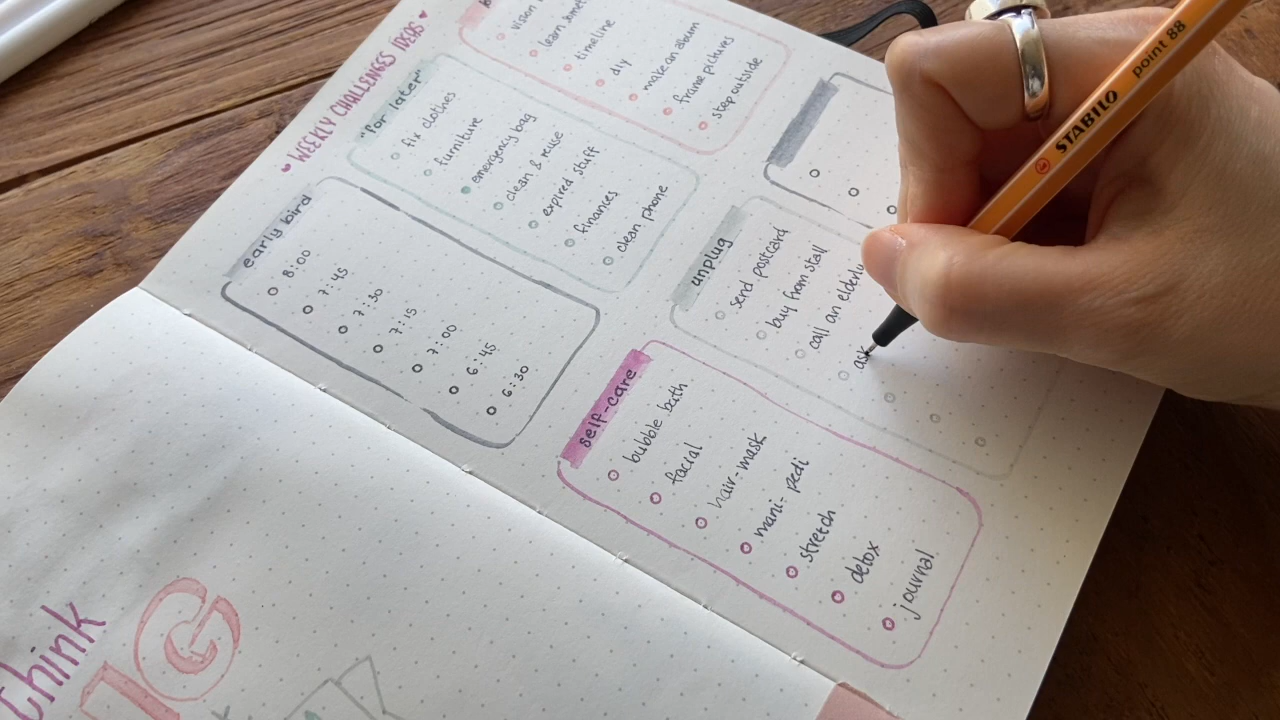 ♥ WEEKLY CHALLENGES IDEAS ♥
early bird
8:00
7:45
7:30
7:15
7:00
6:45
6:30
"for later"
fix clothes
furniture
emergency bag
clean & reuse
expired stuff
finances
clean phone
vision
learn
timeline
diy
make an album
frame pictures
step outside
self-care
bubble bath
facial
hair-mask
mani-pedi
stretch
detox
journal
unplug
send postcard
buy from stall
call an elderly
ask
think
STABILO point 88